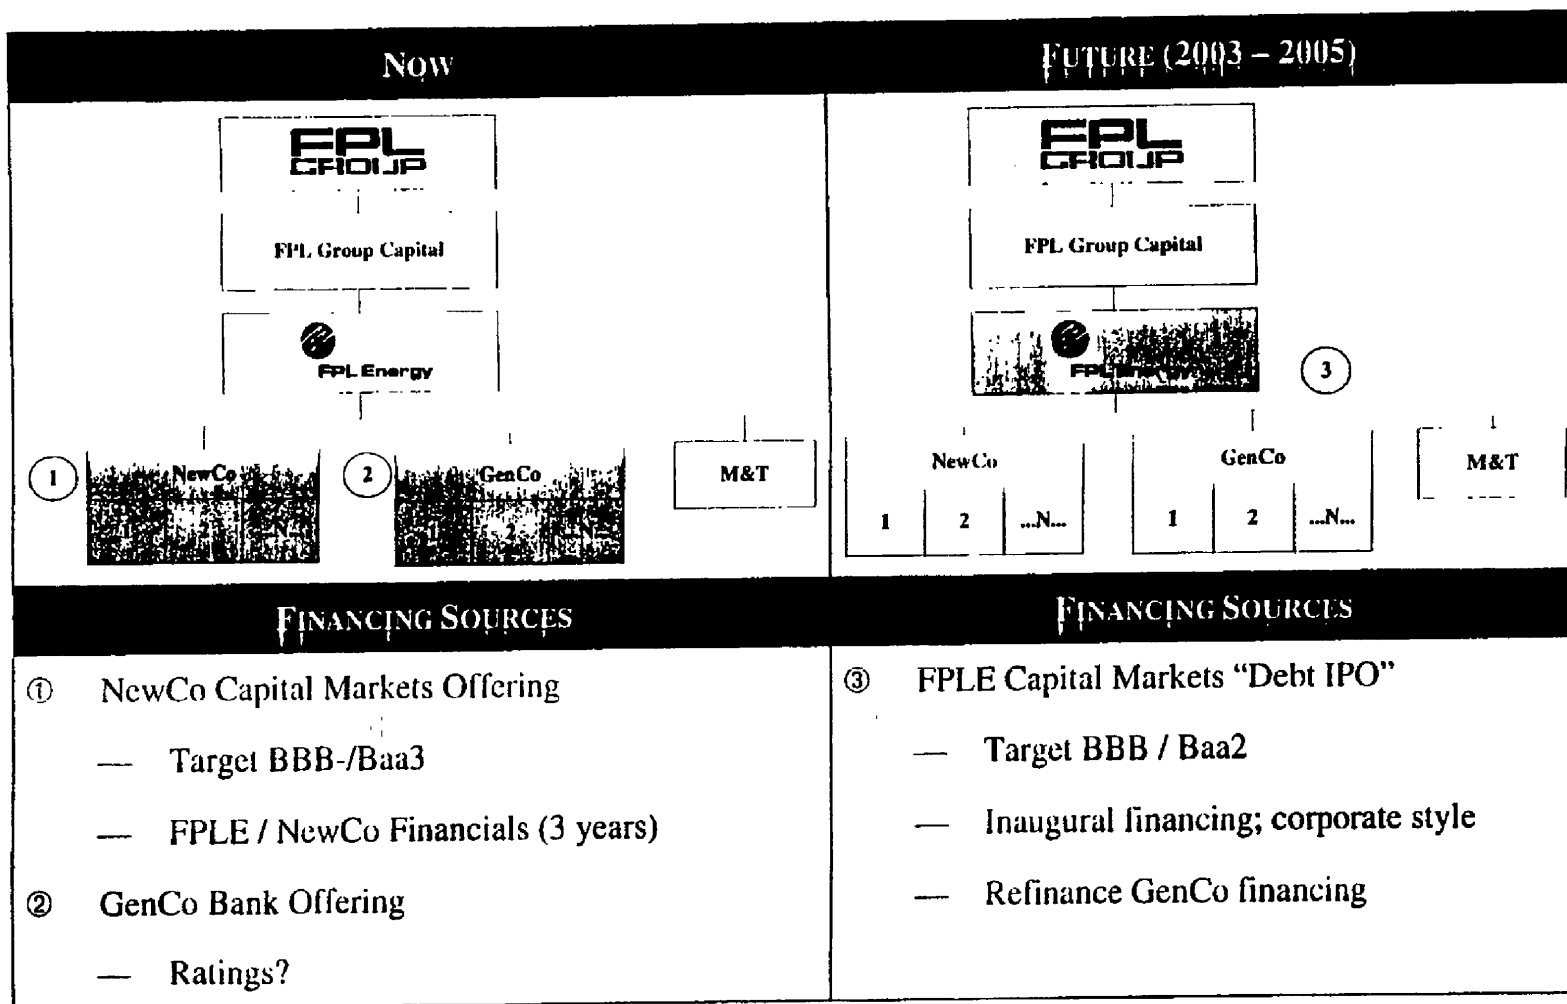 NOW
FPL
GROUP
FPL Group Capital
FPL Energy
1
NewCo
2
GenCo
M&T
FUTURE (2003 – 2005)
FPL
GROUP
FPL Group Capital
FPL Energy
3
NewCo
1 2 ...N...
GenCo
1 2 ...N...
M&T
FINANCING SOURCES
① NewCo Capital Markets Offering
— Target BBB-/Baa3
— FPLE / NewCo Financials (3 years)
② GenCo Bank Offering
— Ratings?
FINANCING SOURCES
③ FPLE Capital Markets “Debt IPO”
— Target BBB / Baa2
— Inaugural financing; corporate style
— Refinance GenCo financing